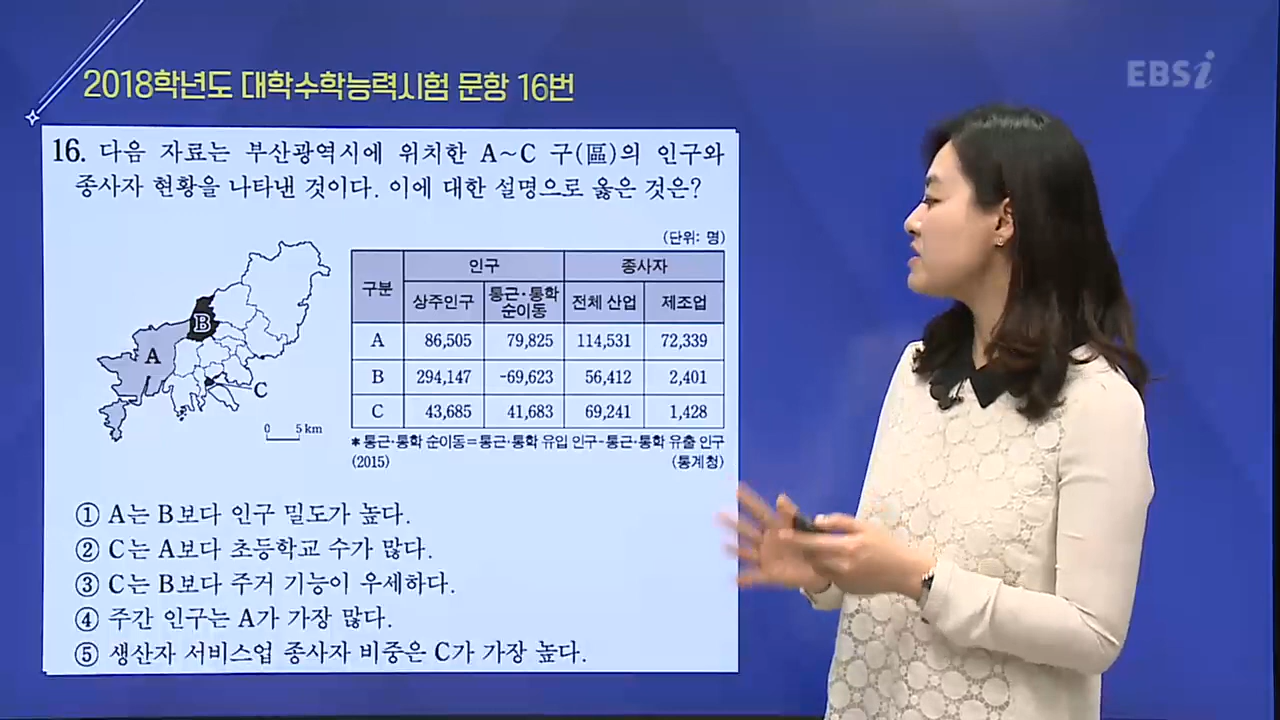 2018학년도 대학수학능력시험 문항 16번
EBSi
16. 다음 자료는 부산광역시에 위치한 A～C 구(區)의 인구와
종사자 현황을 나타낸 것이다. 이에 대한 설명으로 옳은 것은?
(단위: 명)
구분 인구 종사자
상주인구 통근·통학 순이동 전체 산업 제조업
A 86,505 79,825 114,531 72,339
B 294,147 -69,623 56,412 2,401
C 43,685 41,683 69,241 1,428
A
B
C
0 5 km
* 통근·통학 순이동=통근·통학 유입 인구-통근·통학 유출 인구
(2015) (통계청)
① A는 B보다 인구 밀도가 높다.
② C는 A보다 초등학교 수가 많다.
③ C는 B보다 주거 기능이 우세하다.
④ 주간 인구는 A가 가장 많다.
⑤ 생산자 서비스업 종사자 비중은 C가 가장 높다.